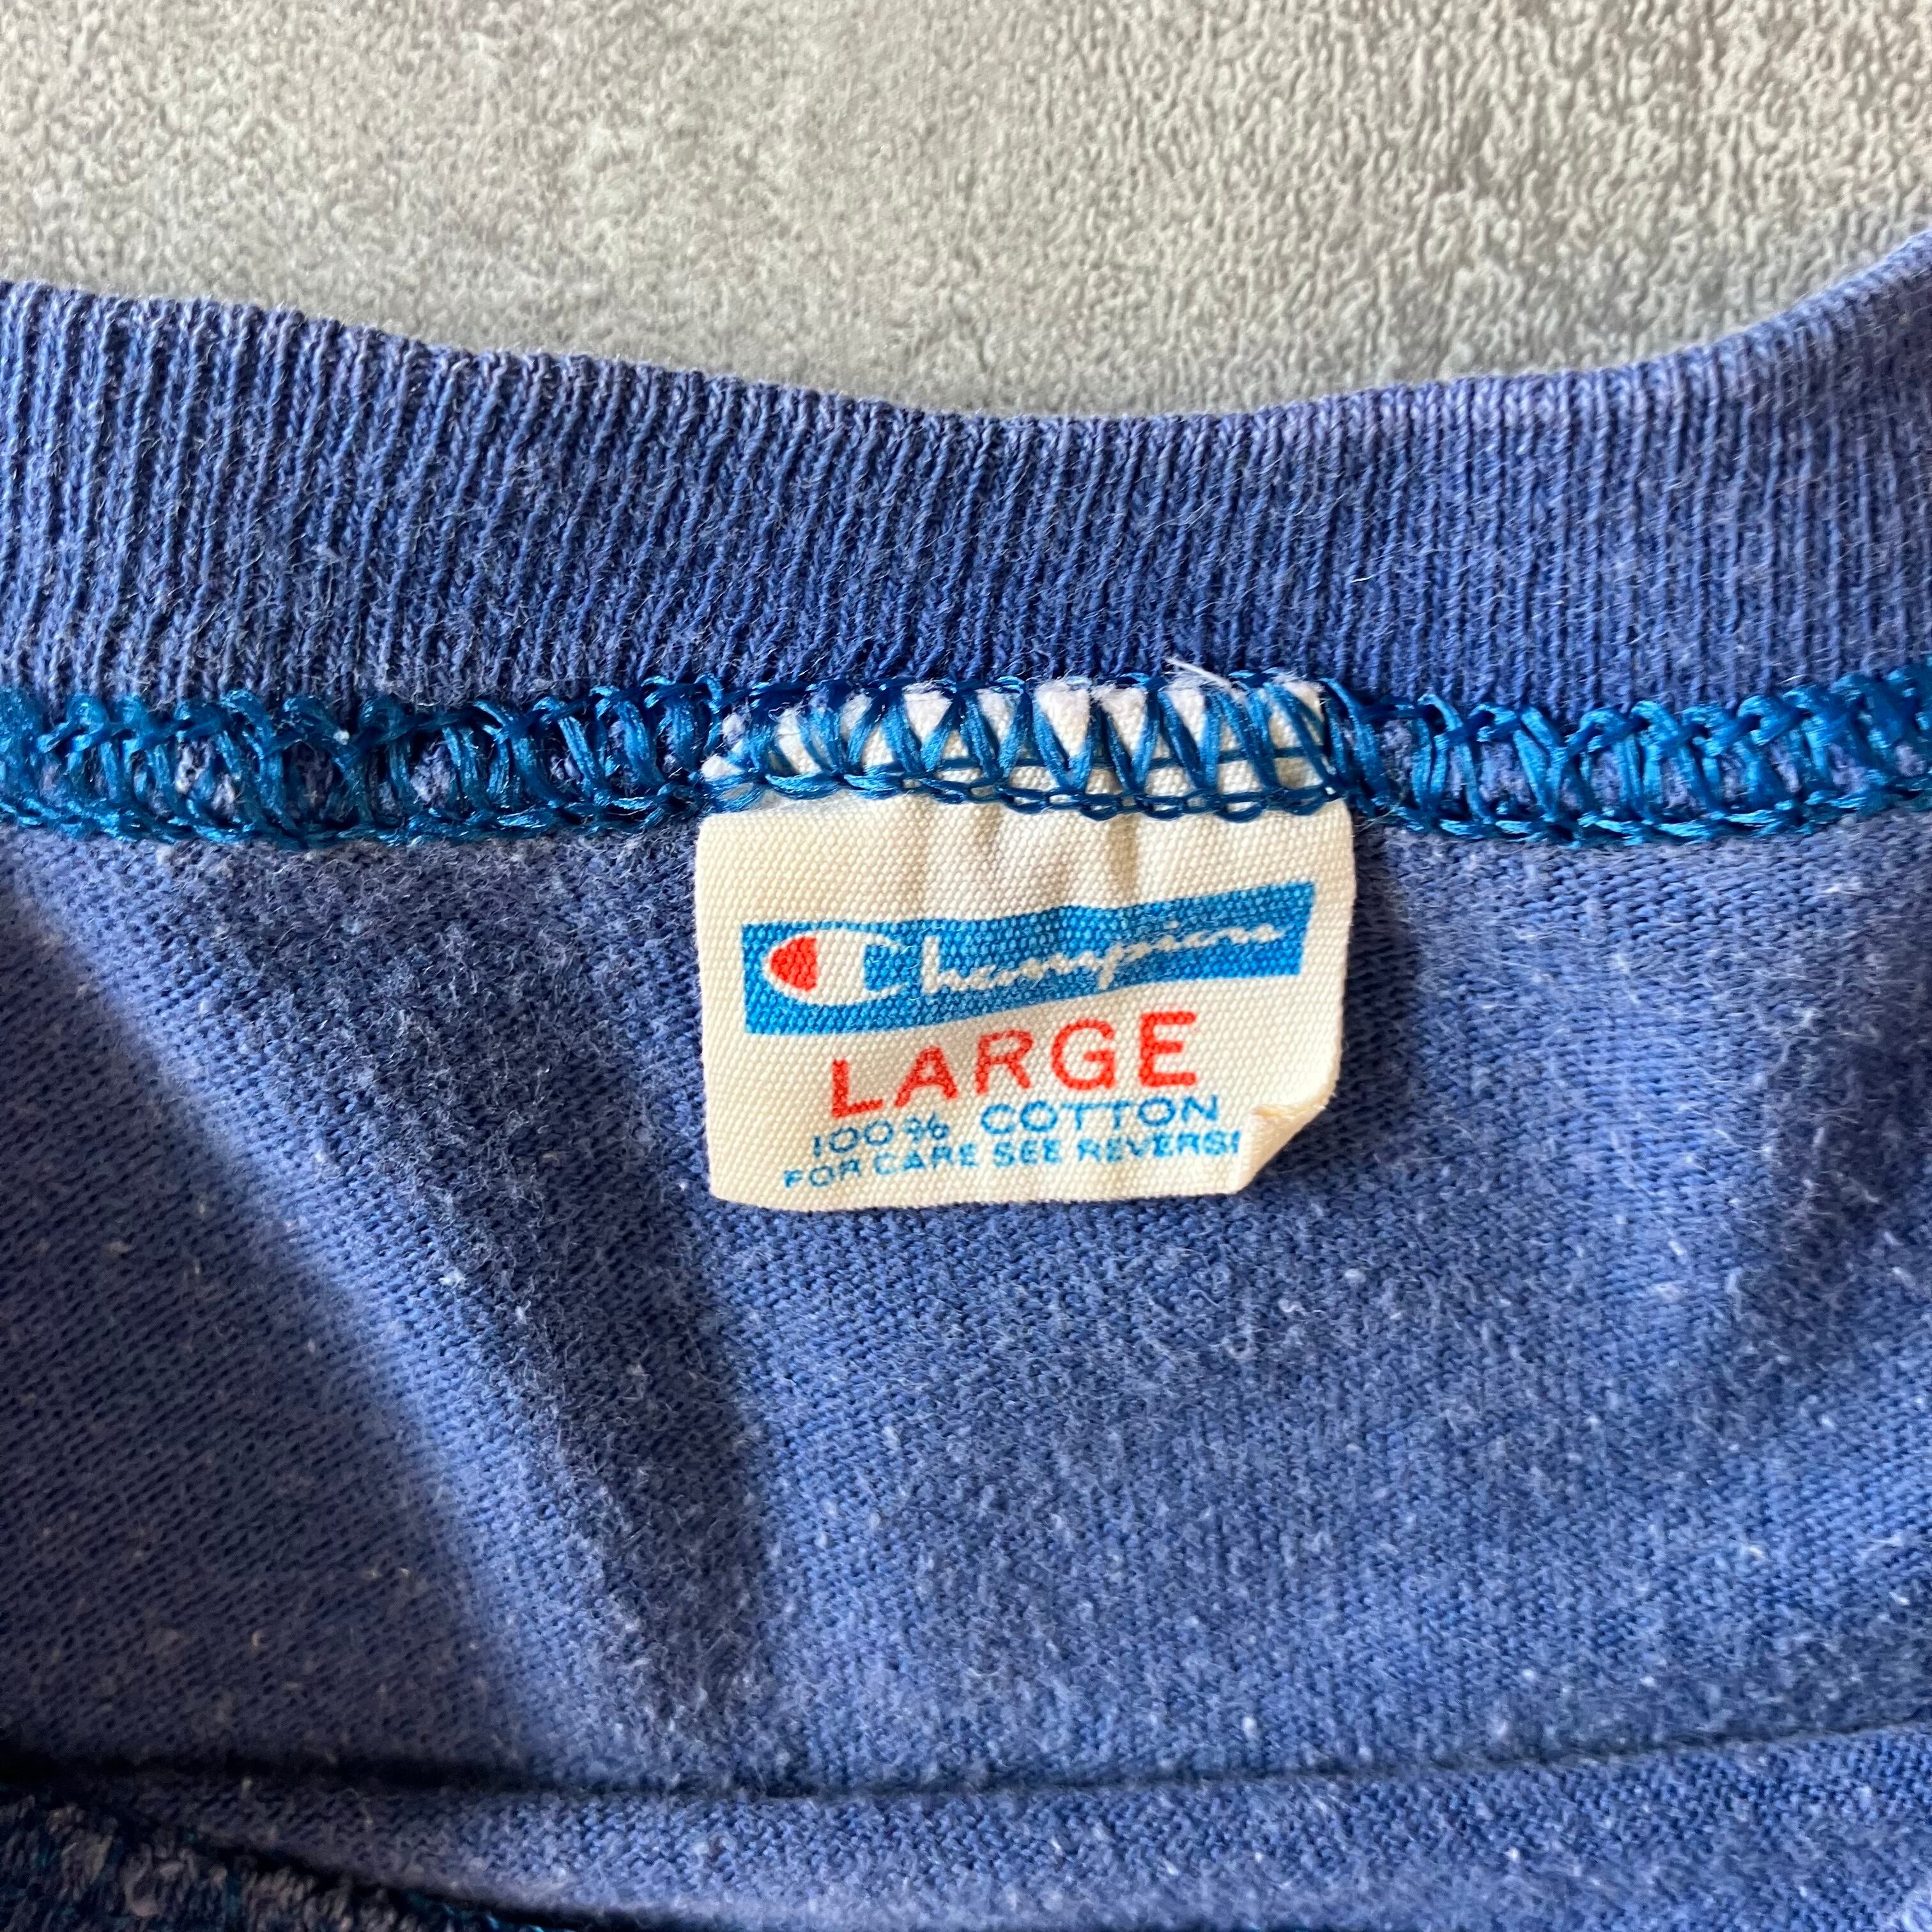 Champion
LARGE
100% COTTON
FOR CARE SEE REVERSE